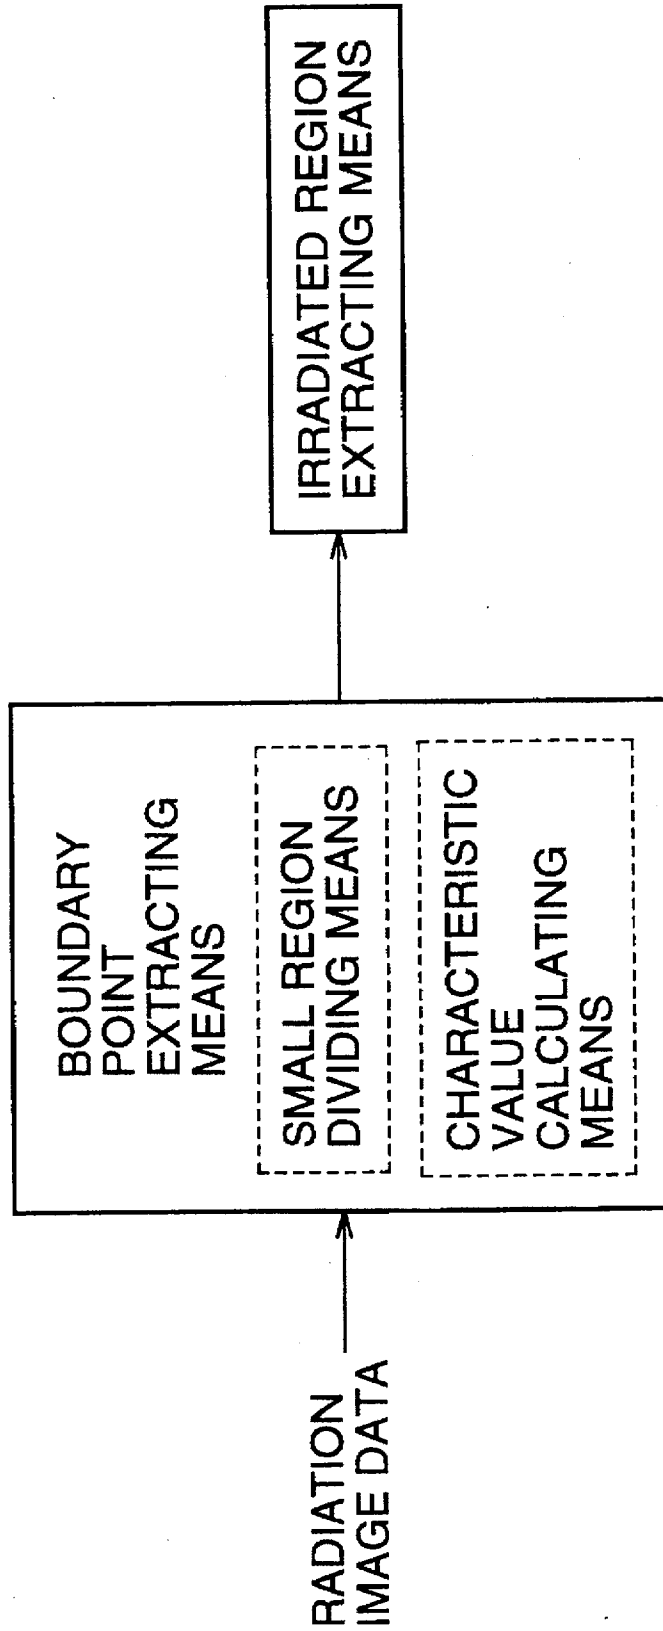 RADIATION
IMAGE DATA
BOUNDARY
POINT
EXTRACTING
MEANS
SMALL REGION
DIVIDING MEANS
CHARACTERISTIC
VALUE
CALCULATING
MEANS
IRRADIATED REGION
EXTRACTING MEANS